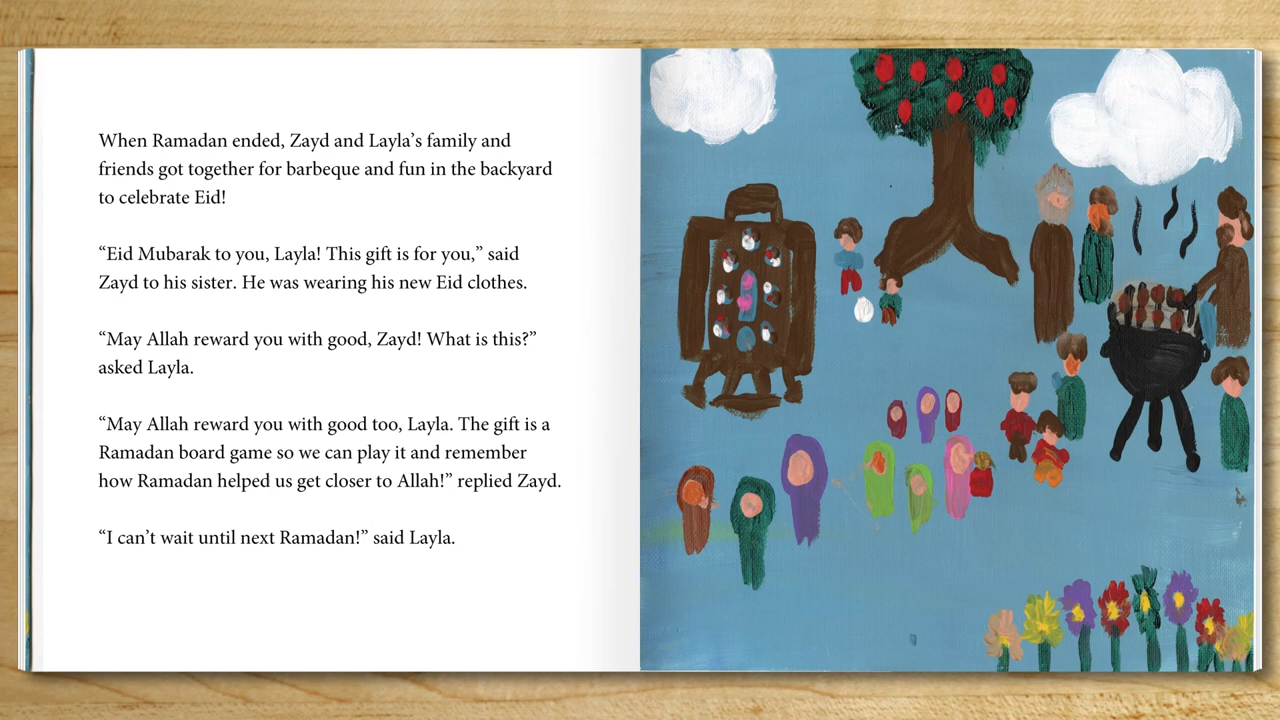 When Ramadan ended, Zayd and Layla’s family and
friends got together for barbeque and fun in the backyard
to celebrate Eid!
“Eid Mubarak to you, Layla! This gift is for you,” said
Zayd to his sister. He was wearing his new Eid clothes.
“May Allah reward you with good, Zayd! What is this?”
asked Layla.
“May Allah reward you with good too, Layla. The gift is a
Ramadan board game so we can play it and remember
how Ramadan helped us get closer to Allah!” replied Zayd.
“I can’t wait until next Ramadan!” said Layla.